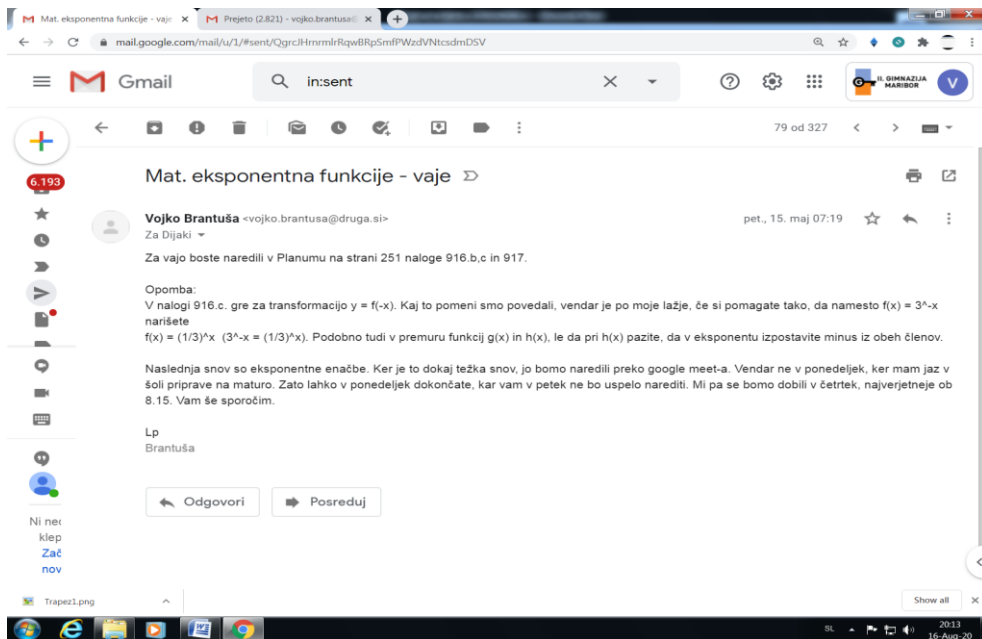 Mat. eksponentna funkcije - vaje
Prejeto (2.821) - vojko.brantusa@
mail.google.com/mail/u/1/#sent/QgrcJHrnrmlrRqwBRpSmfPWzdVNtcsdmDSV
Gmail
in:sent
II. GIMNAZIJA
MARIBOR
V
79 od 327
6.193
Mat. eksponentna funkcije - vaje
Vojko Brantuša <vojko.brantusa@druga.si>
pet., 15. maj 07:19
Za Dijaki
Za vajo boste naredili v Planumu na strani 251 naloge 916.b,c in 917.
Opomba:
V nalogi 916.c. gre za transformacijo y = f(-x). Kaj to pomeni smo povedali, vendar je po moje lažje, če si pomagate tako, da namesto f(x) = 3^-x
narišete
f(x) = (1/3)^x (3^-x = (1/3)^x). Podobno tudi v premuru funkcij g(x) in h(x), le da pri h(x) pazite, da v eksponentu izpostavite minus iz obeh členov.
Naslednja snov so eksponentne enačbe. Ker je to dokaj težka snov, jo bomo naredili preko google meet-a. Vendar ne v ponedeljek, ker mam jaz v
šoli priprave na maturo. Zato lahko v ponedeljek dokončate, kar vam v petek ne bo uspelo narediti. Mi pa se bomo dobili v četrtek, najverjetneje ob
8.15. Vam še sporočim.
Lp
Brantuša
Odgovori
Posreduj
Ni ned
klep
Zač
nov
Trapez1.png
Show all
SL
20:13
16-Aug-20